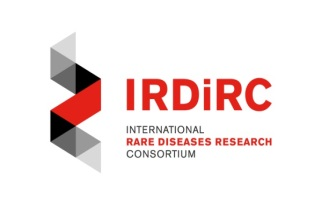 IRDiRC
INTERNATIONAL
RARE DISEASES RESEARCH
CONSORTIUM